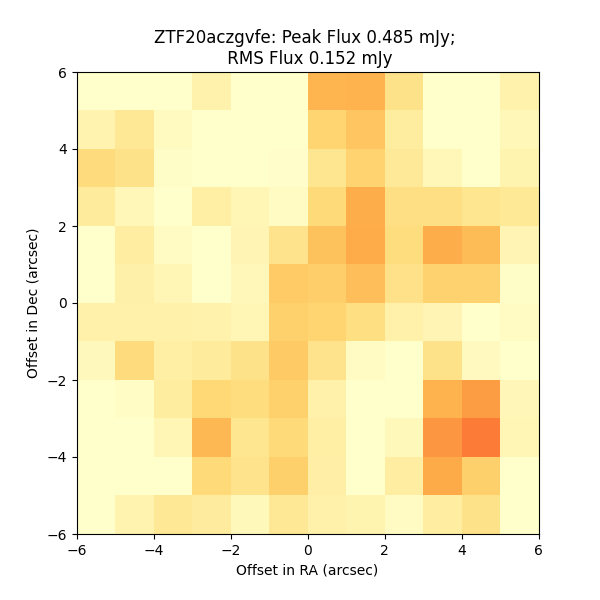 ZTF20aczgvfe: Peak Flux 0.485 mJy;
RMS Flux 0.152 mJy
6
4
2
0
−2
−4
−6
Offset in Dec (arcsec)
−6 −4 −2 0 2 4 6
Offset in RA (arcsec)